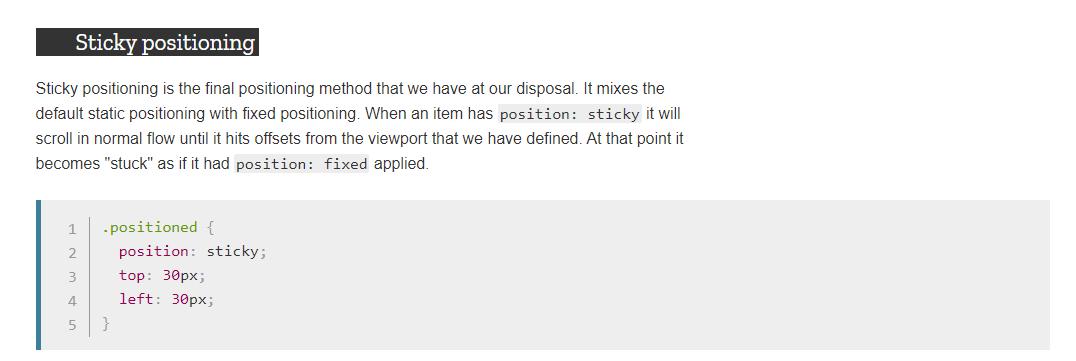 Sticky positioning
Sticky positioning is the final positioning method that we have at our disposal. It mixes the
default static positioning with fixed positioning. When an item has position: sticky it will
scroll in normal flow until it hits offsets from the viewport that we have defined. At that point it
becomes "stuck" as if it had position: fixed applied.
1 .positioned {
2   position: sticky;
3   top: 30px;
4   left: 30px;
5 }